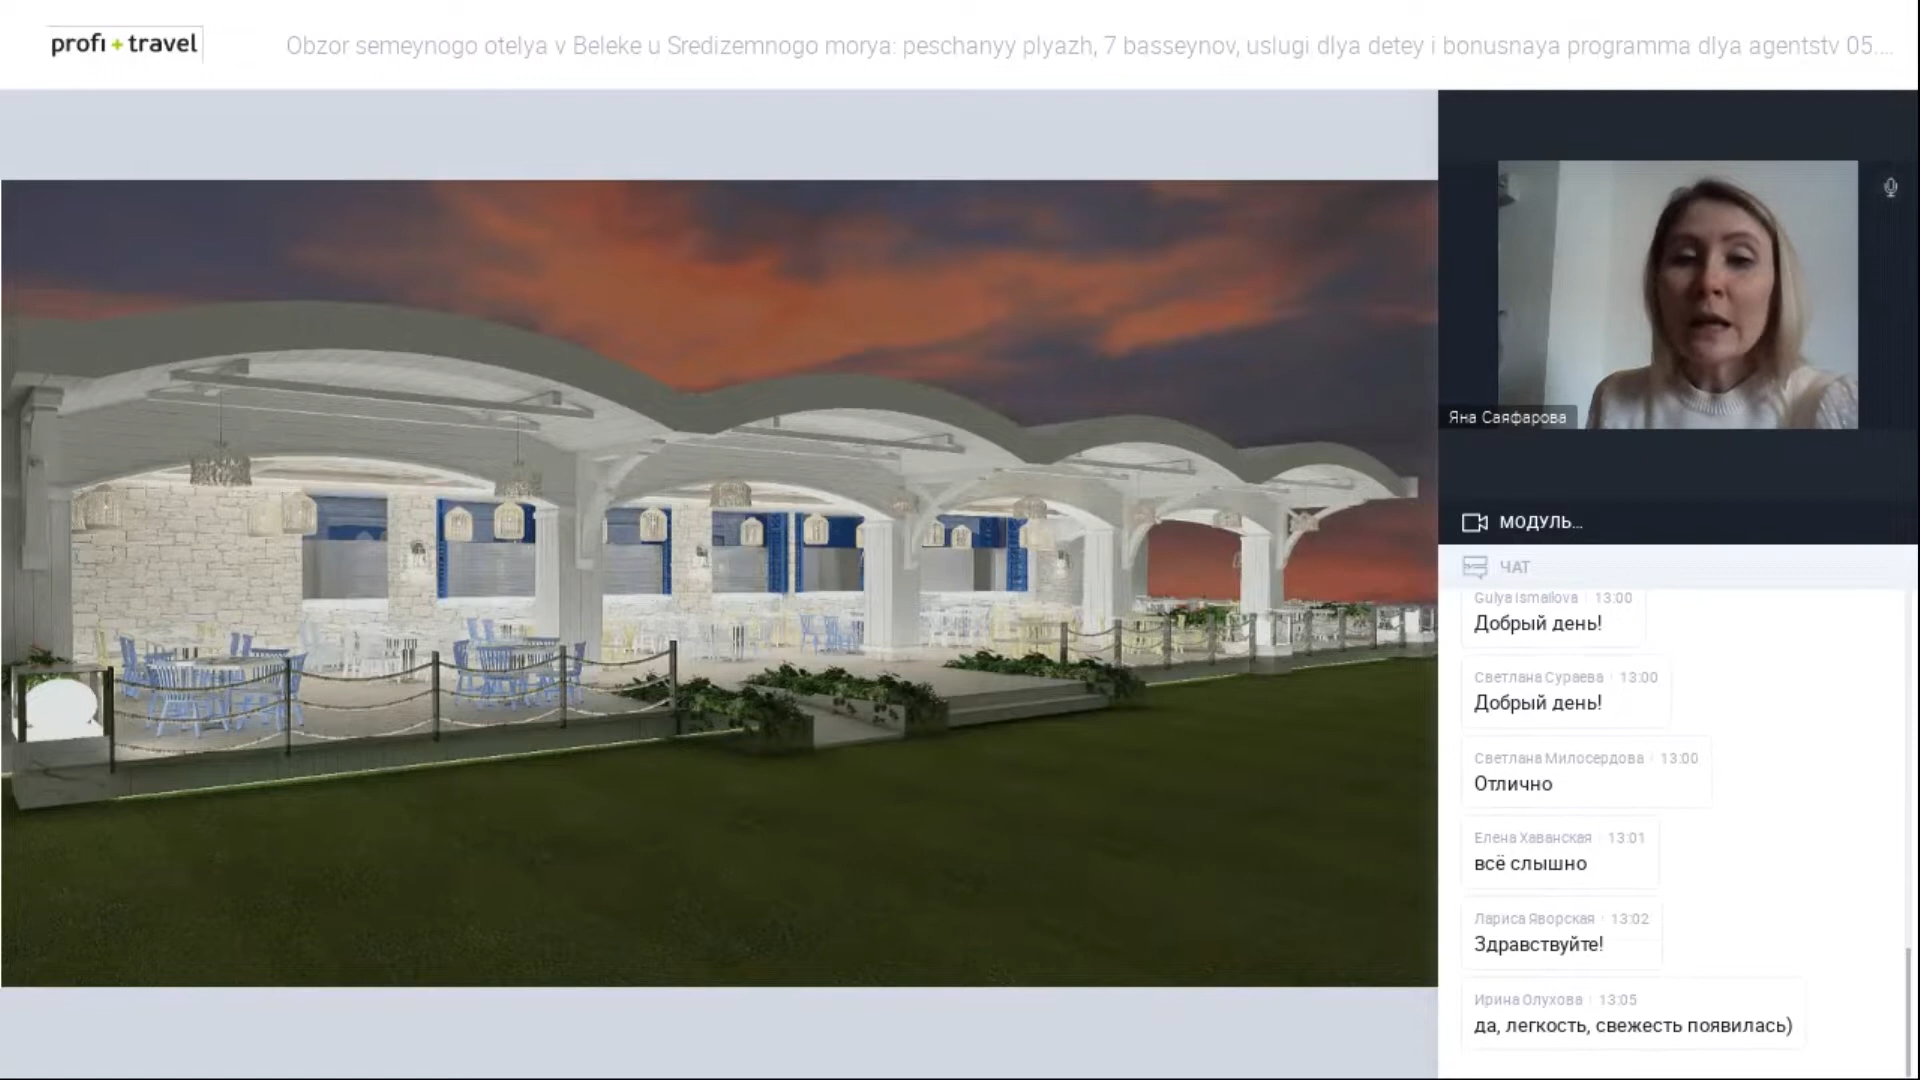 profi + travel
Obzor semeynogo otelya v Beleke u Sredizemnogo morya: peschanyy plyazh, 7 basseynov, uslugi dlya detey i bonusnaya programma dlya agentstv 05....
Яна Саяфарова
МОДУЛЬ...
ЧАТ
Gulya Ismailova 13:00
Добрый день!
Светлана Сураева 13:00
Добрый день!
Светлана Милосердова 13:00
Отлично
Елена Хаванская 13:01
всё слышно
Лариса Яворская 13:02
Здравствуйте!
Ирина Олухова 13:05
да, легкость, свежесть появилась)